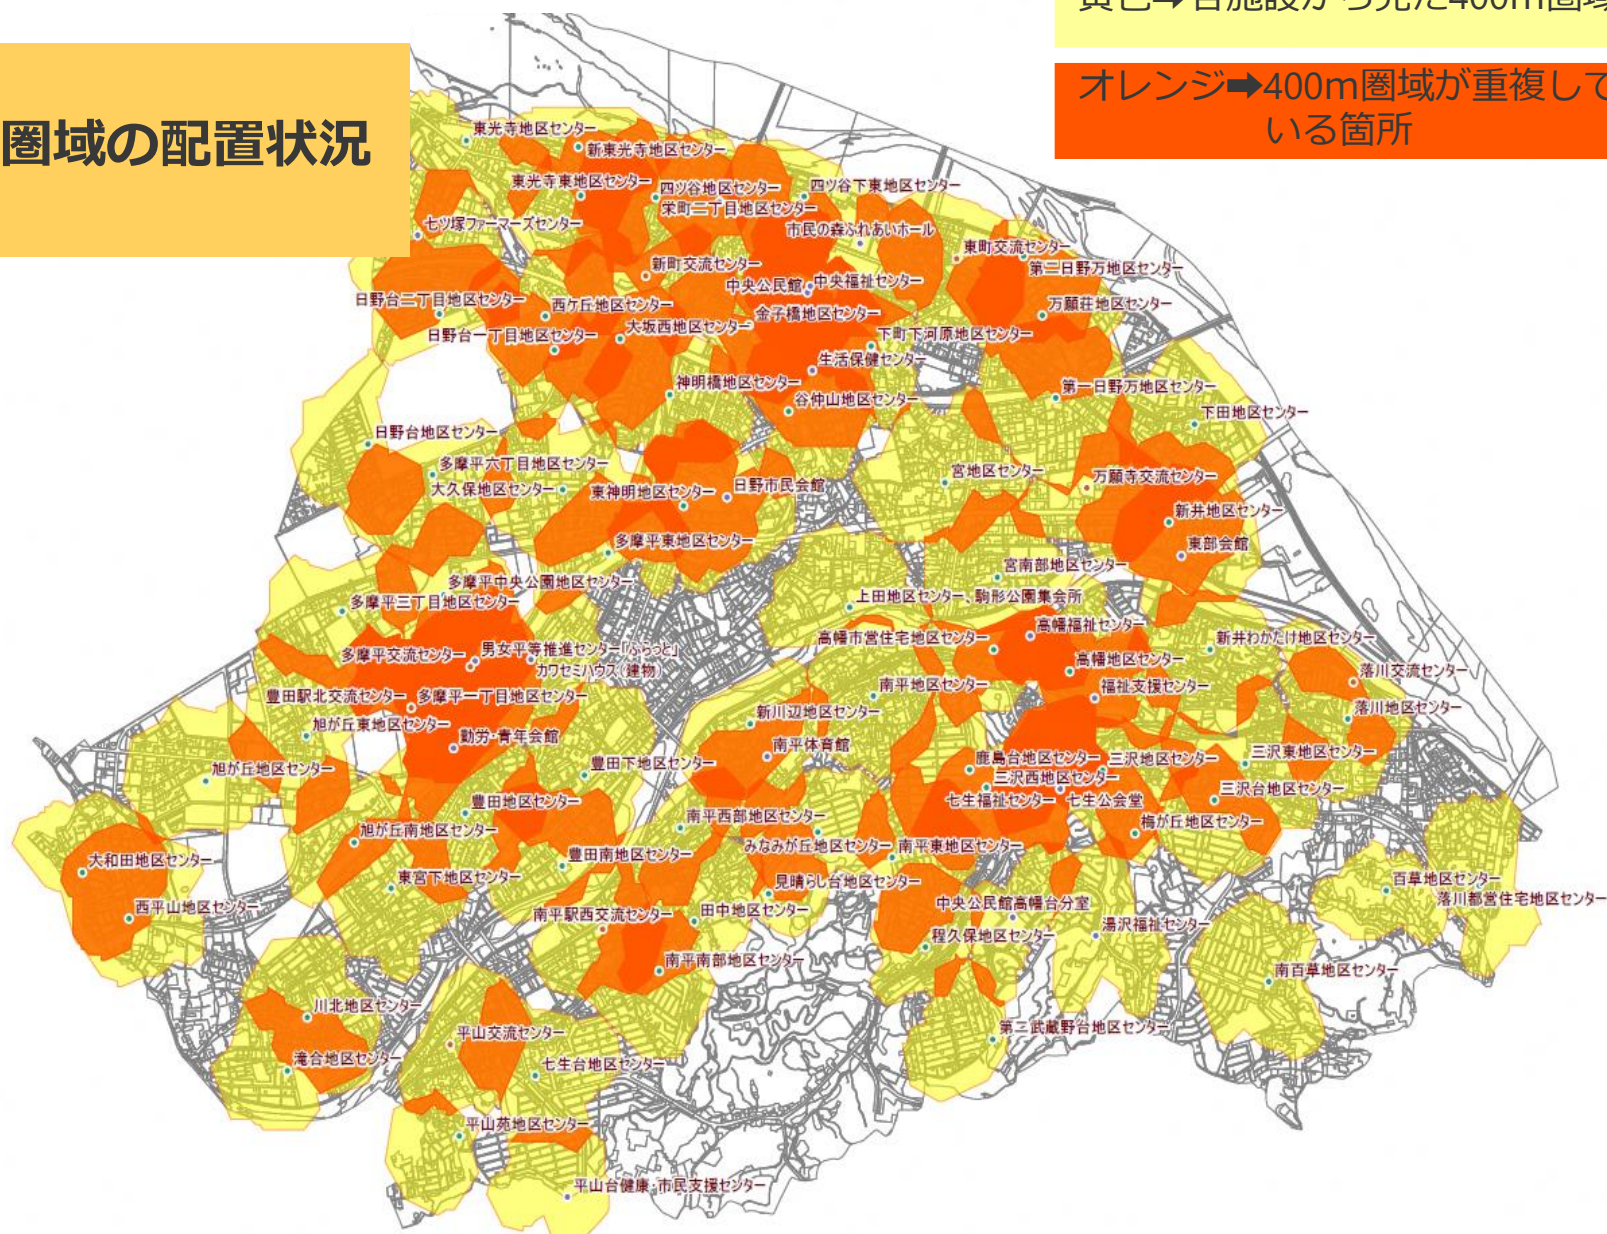 黄色➡各施設から見た400m圏域
オレンジ➡400m圏域が重複して
いる箇所
圏域の配置状況
東光寺地区センター
新東光寺地区センター
東光寺東地区センター
四ツ谷地区センター
四ツ谷下東地区センター
栄町二丁目地区センター
七ツ塚ファーマーズセンター
市民の森ふれあいホール
東町交流センター
新町交流センター
第二日野万地区センター
中央公民館
中央福祉センター
日野台二丁目地区センター
西ケ丘地区センター
万願荘地区センター
金子橋地区センター
大坂西地区センター
日野台一丁目地区センター
下町下河原地区センター
生活保健センター
神明橋地区センター
第一日野万地区センター
谷仲山地区センター
下田地区センター
日野台地区センター
多摩平六丁目地区センター
宮地区センター
万願寺交流センター
大久保地区センター
東神明地区センター
日野市民会館
新井地区センター
多摩平東地区センター
東部会館
宮南部地区センター
多摩平中央公園地区センター
多摩平三丁目地区センター
上田地区センター、駒形公園集会所
高幡福祉センター
高幡市営住宅地区センター
新井わかたけ地区センター
多摩平交流センター
男女平等推進センター「ふらっと」
カワセミハウス(建物)
高幡地区センター
落川交流センター
南平地区センター
福祉支援センター
豊田駅北交流センター
多摩平一丁目地区センター
落川地区センター
新川辺地区センター
旭が丘東地区センター
勤労・青年会館
南平体育館
三沢東地区センター
鹿島台地区センター
三沢地区センター
旭が丘地区センター
豊田下地区センター
三沢西地区センター
三沢台地区センター
豊田地区センター
七生福祉センター
七生公会堂
南平西部地区センター
梅が丘地区センター
旭が丘南地区センター
みなみが丘地区センター
南平東地区センター
大和田地区センター
豊田南地区センター
東宮下地区センター
見晴らし台地区センター
百草地区センター
落川都営住宅地区センター
西平山地区センター
南平駅西交流センター
田中地区センター
中央公民館高幡台分室
湯沢福祉センター
程久保地区センター
南平南部地区センター
南百草地区センター
川北地区センター
平山交流センター
第二武蔵野台地区センター
滝合地区センター
七生台地区センター
平山苑地区センター
平山台健康・市民支援センター